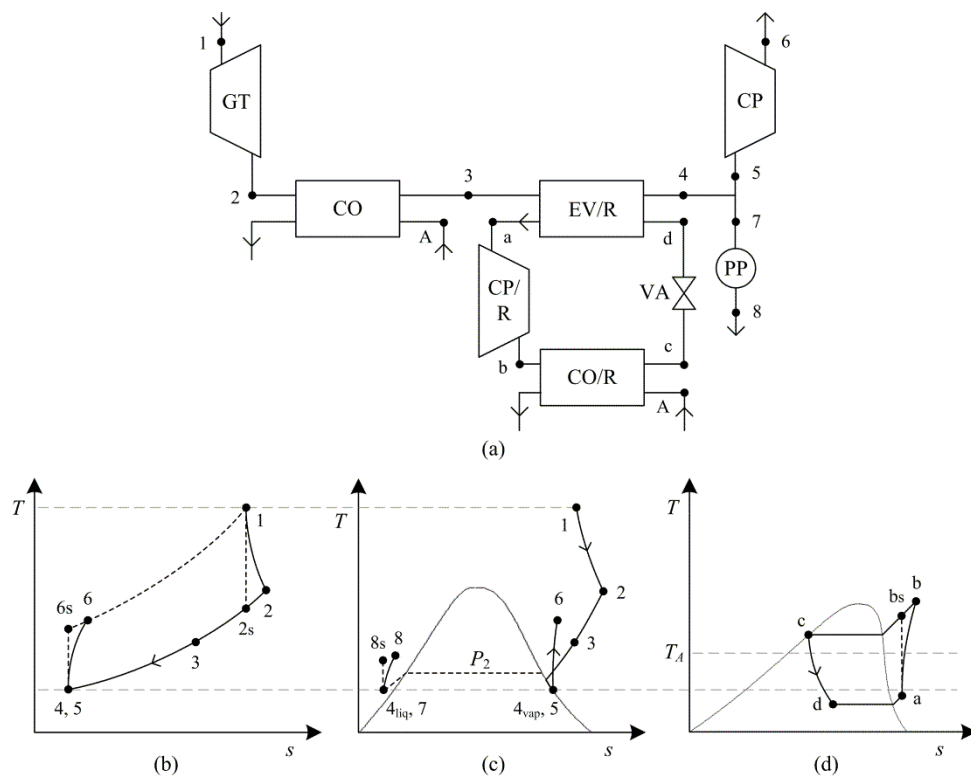 1
6
GT
CP
2
3
4
5
CO
EV/R
A
a
d
7
CP/
R
VA
PP
8
b
c
CO/R
A
(a)
T
1
6s
6
2
2s
3
4, 5
s
(b)
T
1
6
2
8s
8
3
P2
4liq, 7
4vap, 5
s
(c)
T
b
bs
c
TA
d
a
s
(d)